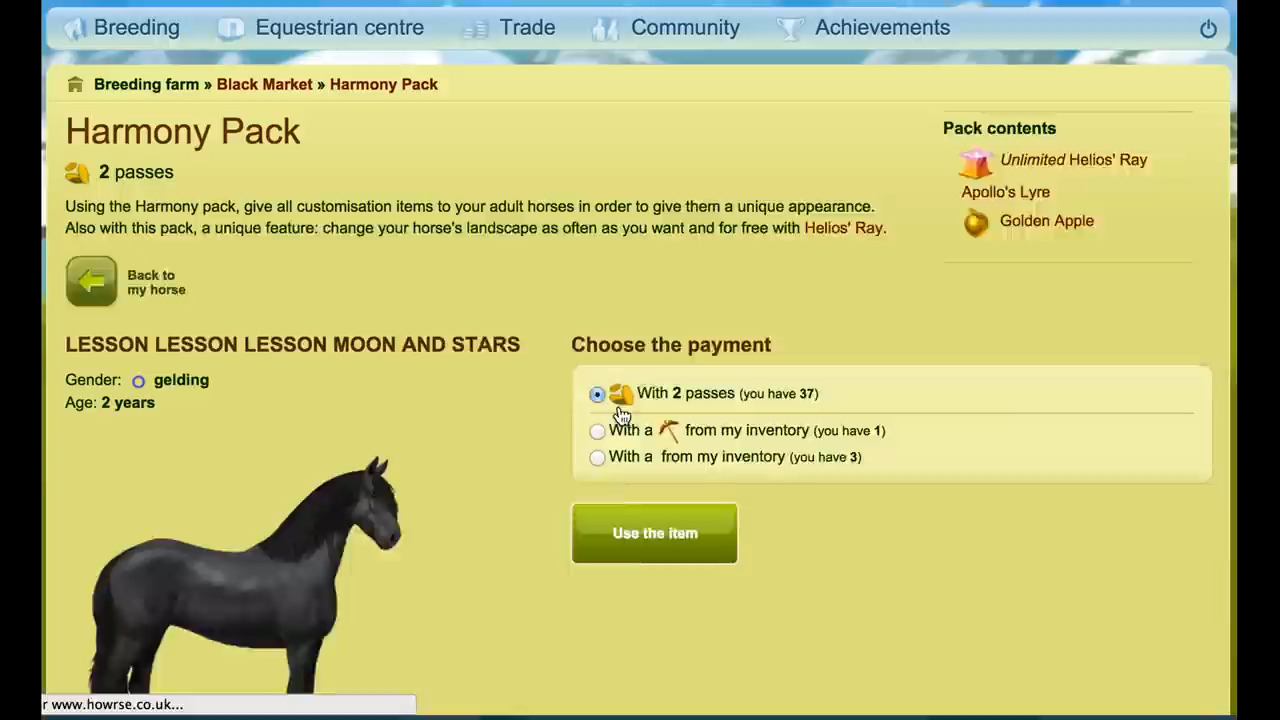 Breeding Equestrian centre Trade Community Achievements
Breeding farm » Black Market » Harmony Pack
Harmony Pack
2 passes
Using the Harmony pack, give all customisation items to your adult horses in order to give them a unique appearance.
Also with this pack, a unique feature: change your horse's landscape as often as you want and for free with Helios' Ray.
Pack contents
Unlimited Helios' Ray
Apollo's Lyre
Golden Apple
Back to
my horse
LESSON LESSON LESSON MOON AND STARS
Gender: gelding
Age: 2 years
Choose the payment
With 2 passes (you have 37)
With a from my inventory (you have 1)
With a from my inventory (you have 3)
Use the item
r www.howrse.co.uk...